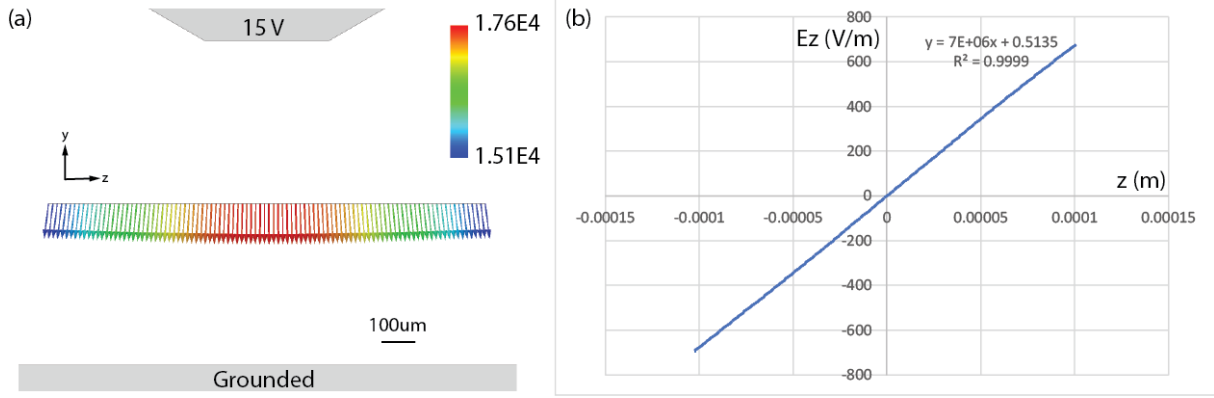 (a)
15 V
1.76E4
1.51E4
y
z
100um
Grounded
(b)
Ez (V/m)
y = 7E+06x + 0.5135
R² = 0.9999
z (m)
800
600
400
200
0
-200
-400
-600
-800
-0.00015 -0.0001 -0.00005 0 0.00005 0.0001 0.00015